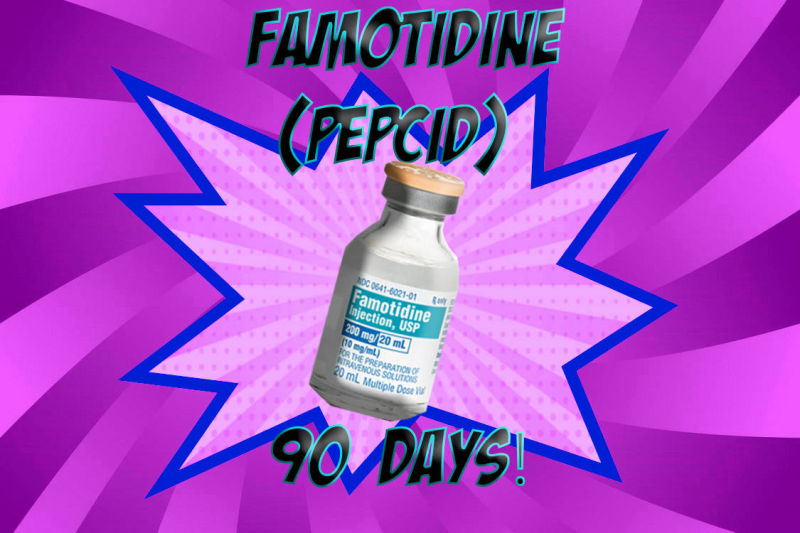 FAMOTIDINE
(PEPCID)
NDC 0641-6021-01
Rx only
Famotidine
Injection, USP
200 mg/20 mL
(10 mg/mL)
FOR THE PREPARATION OF
INTRAVENOUS SOLUTIONS
20 mL Multiple Dose Vial
90 DAYS!